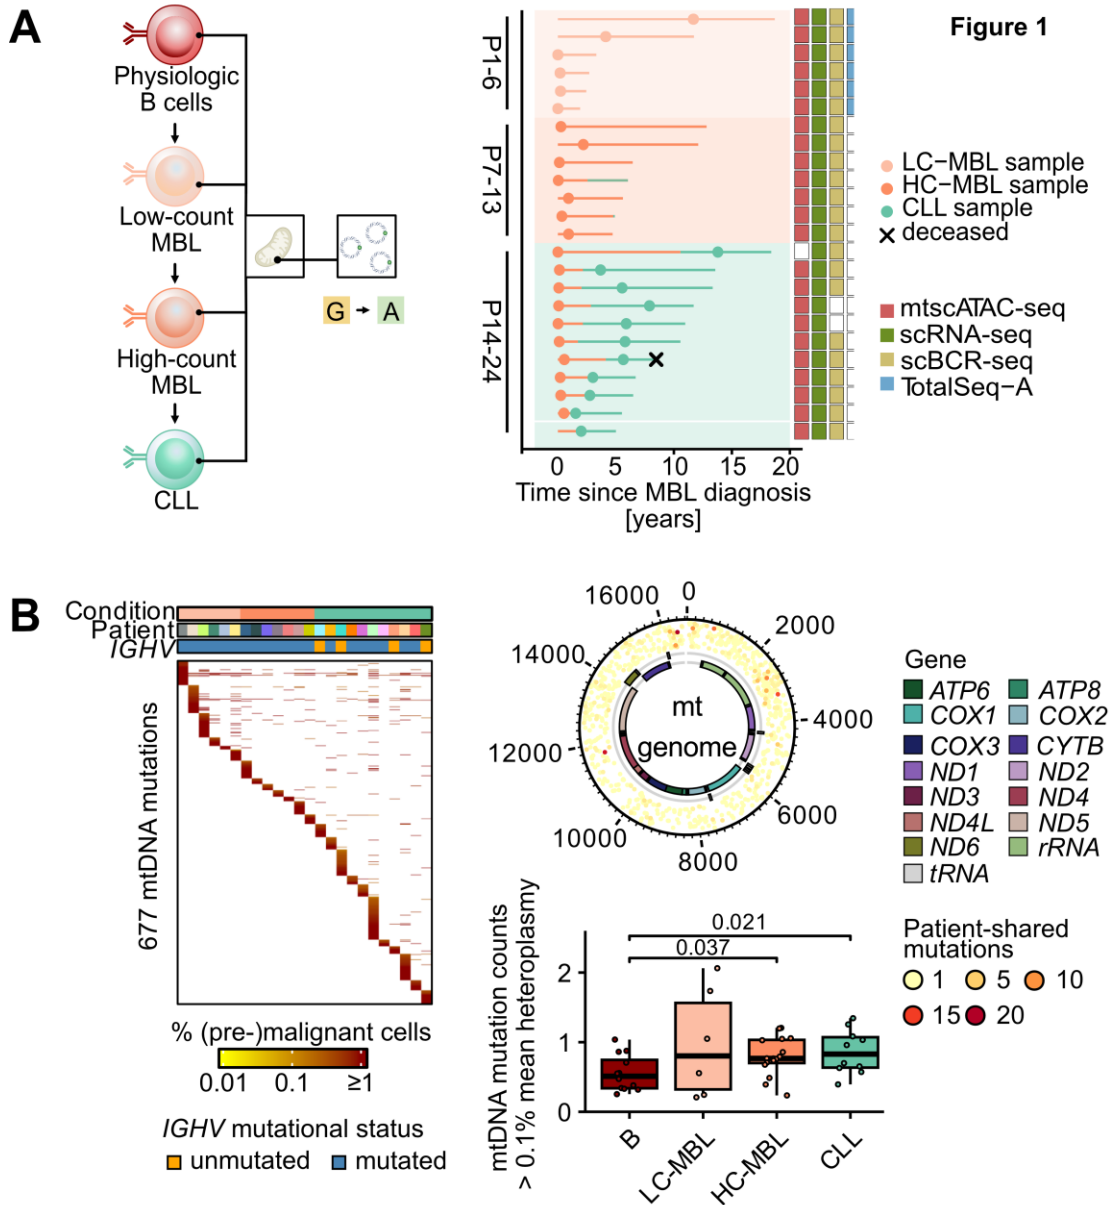 A
Figure 1
Physiologic
B cells
Low-count
MBL
High-count
MBL
CLL
G
A
P1-6
P7-13
P14-24
0
5
10
15
20
Time since MBL diagnosis
[years]
LC−MBL sample
HC−MBL sample
CLL sample
deceased
mtscATAC-seq
scRNA-seq
scBCR-seq
TotalSeq−A
B
Condition
Patient
IGHV
677 mtDNA mutations
% (pre-)malignant cells
0.01
0.1
≥1
IGHV mutational status
unmutated
mutated
0
2000
4000
6000
8000
10000
12000
14000
16000
mt
genome
Gene
ATP6
ATP8
COX1
COX2
COX3
CYTB
ND1
ND2
ND3
ND4
ND4L
ND5
ND6
rRNA
tRNA
Patient-shared
mutations
1
5
10
15
20
mtDNA mutation counts
> 0.1% mean heteroplasmy
0
1
2
0.021
0.037
B
LC-MBL
HC-MBL
CLL